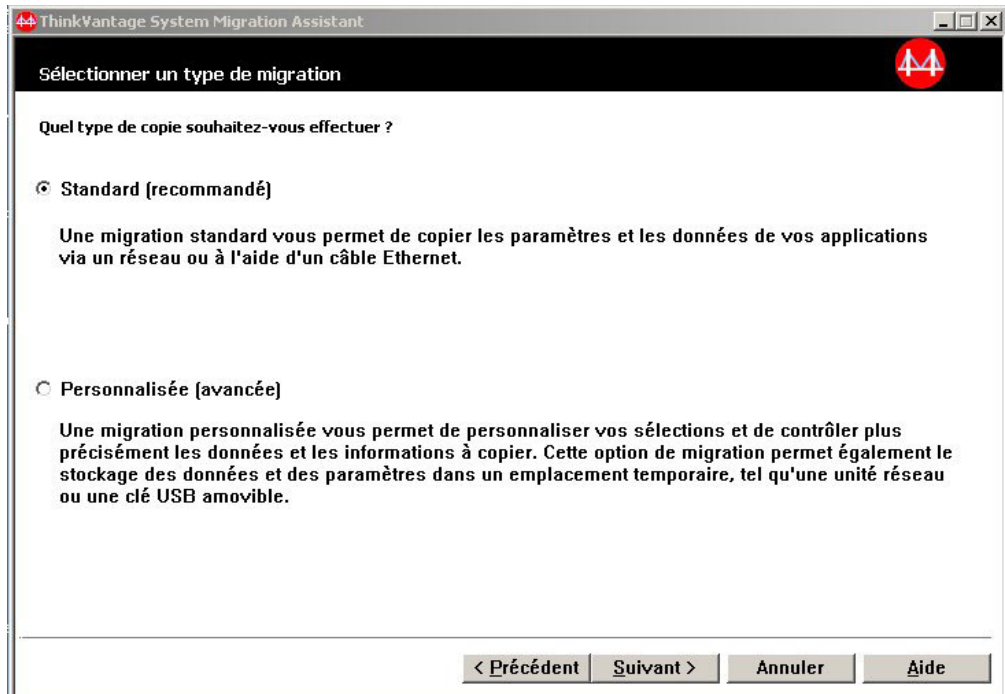 ThinkVantage System Migration Assistant
Sélectionner un type de migration
Quel type de copie souhaitez-vous effectuer ?
Standard (recommandé)
Une migration standard vous permet de copier les paramètres et les données de vos applications
via un réseau ou à l'aide d'un câble Ethernet.
Personnalisée (avancée)
Une migration personnalisée vous permet de personnaliser vos sélections et de contrôler plus
précisément les données et les informations à copier. Cette option de migration permet également le
stockage des données et des paramètres dans un emplacement temporaire, tel qu'une unité réseau
ou une clé USB amovible.
< Précédent Suivant > Annuler Aide